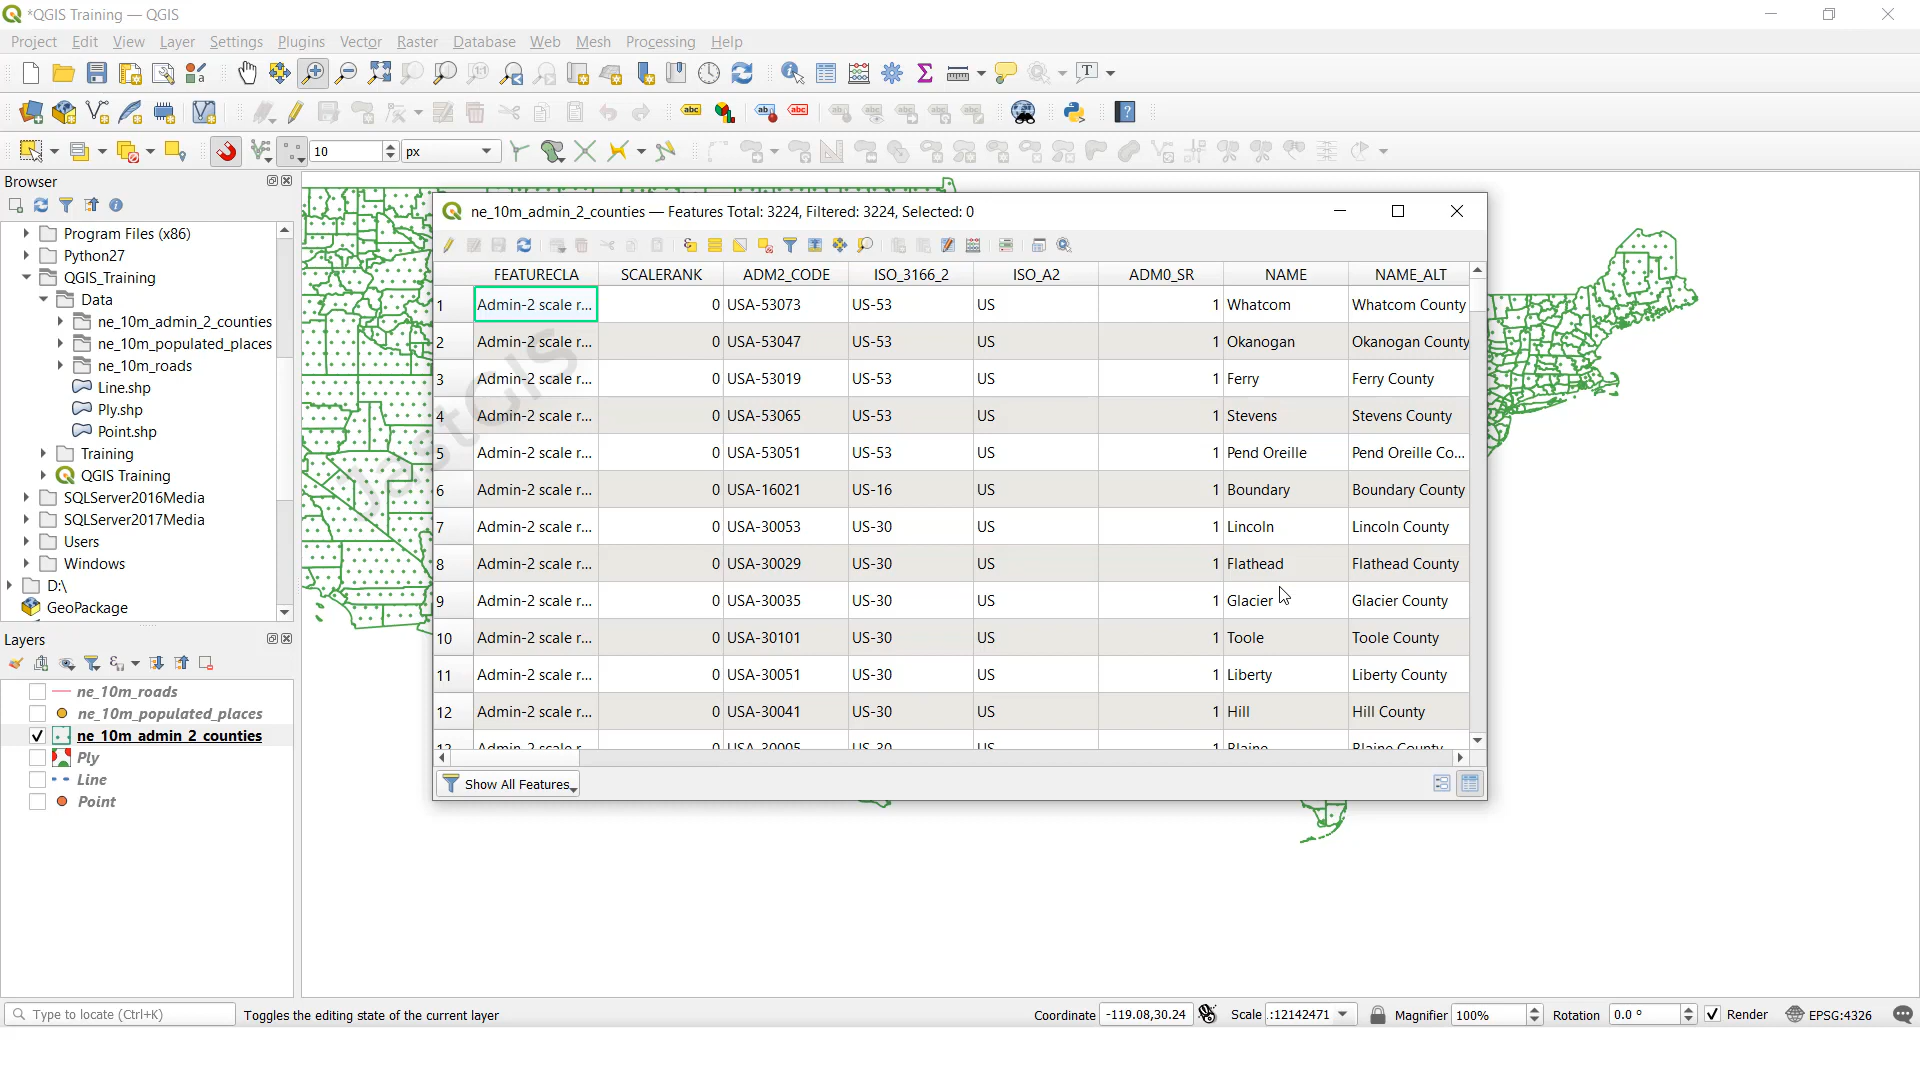 *QGIS Training — QGIS
Project Edit View Layer Settings Plugins Vector Raster Database Web Mesh Processing Help
10 px
Browser
Program Files (x86)
Python27
QGIS_Training
Data
ne_10m_admin_2_counties
ne_10m_populated_places
ne_10m_roads
Line.shp
Ply.shp
Point.shp
Training
QGIS Training
SQLServer2016Media
SQLServer2017Media
Users
Windows
D:\
GeoPackage
Layers
ne_10m_roads
ne_10m_populated_places
ne_10m_admin_2_counties
Ply
Line
Point
ne_10m_admin_2_counties — Features Total: 3224, Filtered: 3224, Selected: 0
FEATURECLA SCALERANK ADM2_CODE ISO_3166_2 ISO_A2 ADM0_SR NAME NAME_ALT
1 Admin-2 scale r... 0 USA-53073 US-53 US 1 Whatcom Whatcom County
2 Admin-2 scale r... 0 USA-53047 US-53 US 1 Okanogan Okanogan County
3 Admin-2 scale r... 0 USA-53019 US-53 US 1 Ferry Ferry County
4 Admin-2 scale r... 0 USA-53065 US-53 US 1 Stevens Stevens County
5 Admin-2 scale r... 0 USA-53051 US-53 US 1 Pend Oreille Pend Oreille Co...
6 Admin-2 scale r... 0 USA-16021 US-16 US 1 Boundary Boundary County
7 Admin-2 scale r... 0 USA-30053 US-30 US 1 Lincoln Lincoln County
8 Admin-2 scale r... 0 USA-30029 US-30 US 1 Flathead Flathead County
9 Admin-2 scale r... 0 USA-30035 US-30 US 1 Glacier Glacier County
10 Admin-2 scale r... 0 USA-30101 US-30 US 1 Toole Toole County
11 Admin-2 scale r... 0 USA-30051 US-30 US 1 Liberty Liberty County
12 Admin-2 scale r... 0 USA-30041 US-30 US 1 Hill Hill County
13 Admin-2 scale r... 0 USA-30005 US-30 US 1 Blaine Blaine County
Show All Features
Type to locate (Ctrl+K) Toggles the editing state of the current layer Coordinate -119.08,30.24 Scale :12142471 Magnifier 100% Rotation 0.0 ° Render EPSG:4326